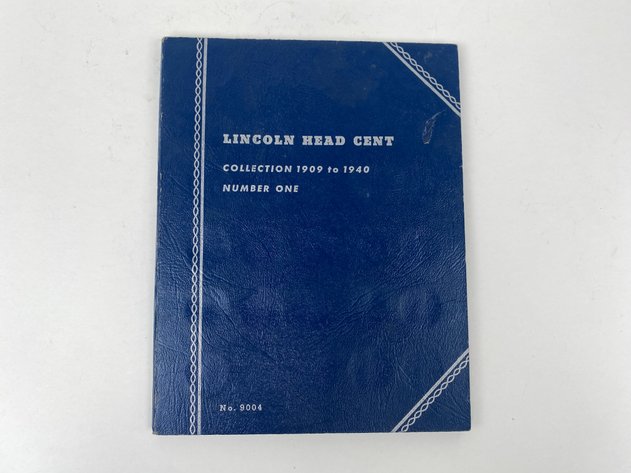 LINCOLN HEAD CENT
COLLECTION 1909 to 1940
NUMBER ONE
No. 9004